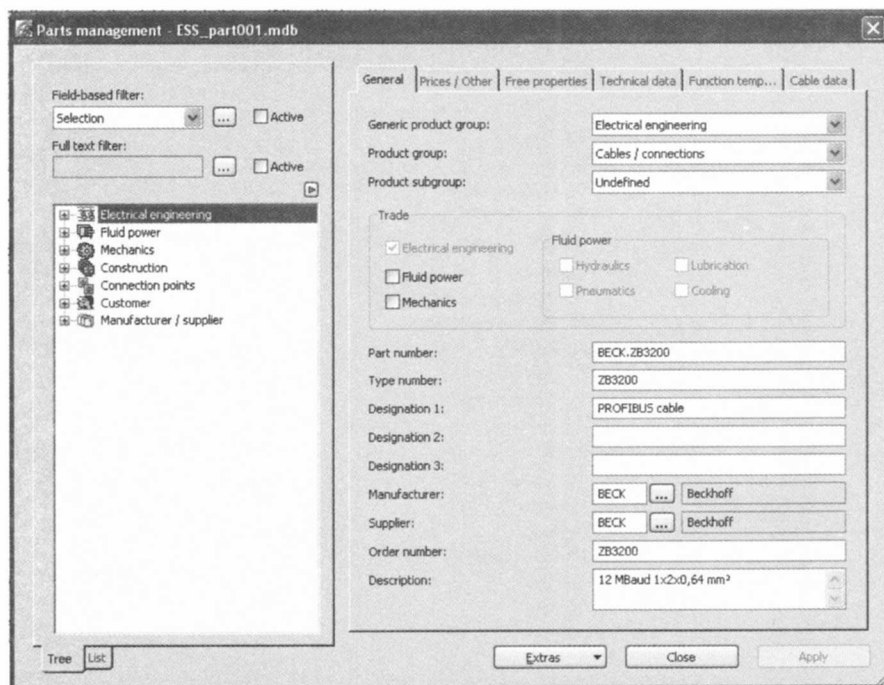 Parts management - ESS_part001.mdb
Field-based filter:
Selection
...
Active
Full text filter:
...
Active
Electrical engineering
Fluid power
Mechanics
Construction
Connection points
Customer
Manufacturer / supplier
Tree
List
General
Prices / Other
Free properties
Technical data
Function temp...
Cable data
Generic product group:
Electrical engineering
Product group:
Cables / connections
Product subgroup:
Undefined
Trade
Electrical engineering
Fluid power
Mechanics
Fluid power
Hydraulics
Lubrication
Pneumatics
Cooling
Part number:
BECK.ZB3200
Type number:
ZB3200
Designation 1:
PROFIBUS cable
Designation 2:
Designation 3:
Manufacturer:
BECK
...
Beckhoff
Supplier:
BECK
...
Beckhoff
Order number:
ZB3200
Description:
12 MBaud 1x2x0,64 mm²
Extras
Close
Apply